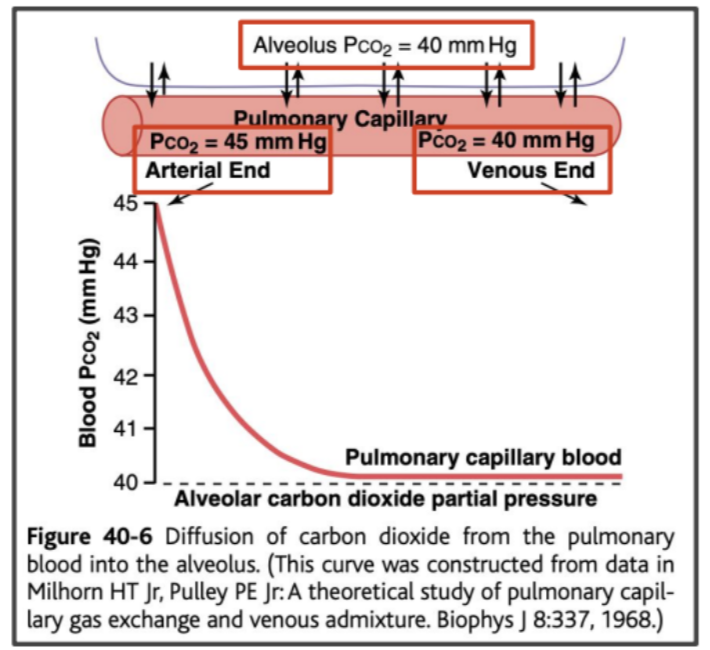 Alveolus PCO₂ = 40 mm Hg
Pulmonary Capillary
PCO₂ = 45 mm Hg
PCO₂ = 40 mm Hg
Arterial End
Venous End
45
44
43
42
41
40
Blood PCO₂ (mm Hg)
Pulmonary capillary blood
Alveolar carbon dioxide partial pressure
Figure 40-6 Diffusion of carbon dioxide from the pulmonary
blood into the alveolus. (This curve was constructed from data in
Milhorn HT Jr, Pulley PE Jr: A theoretical study of pulmonary capil-
lary gas exchange and venous admixture. Biophys J 8:337, 1968.)